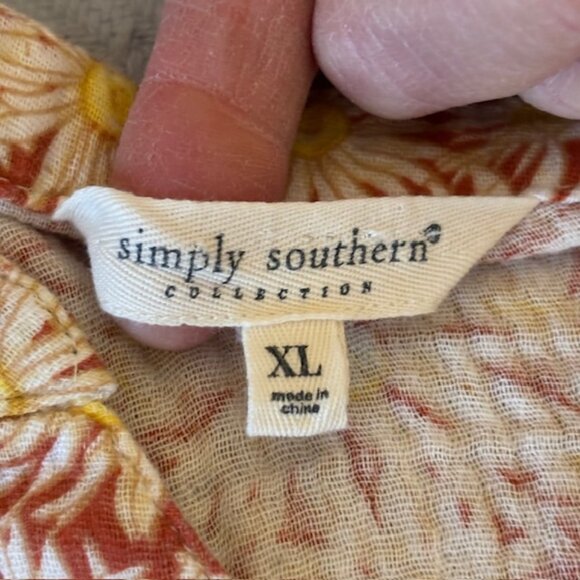 simply southern®
COLLECTION
XL
made in
china